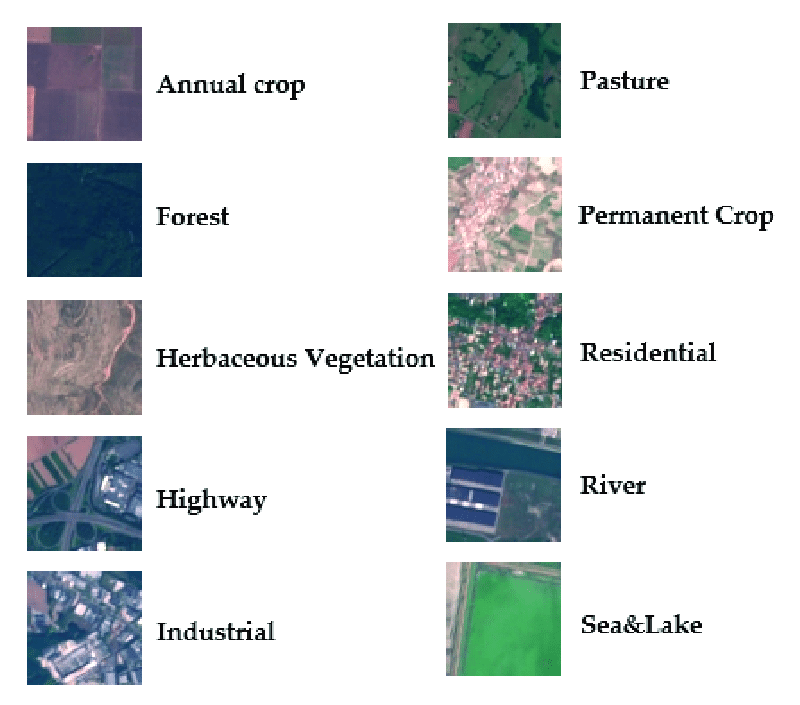 Annual crop
Forest
Herbaceous Vegetation
Highway
Industrial
Pasture
Permanent Crop
Residential
River
Sea&Lake